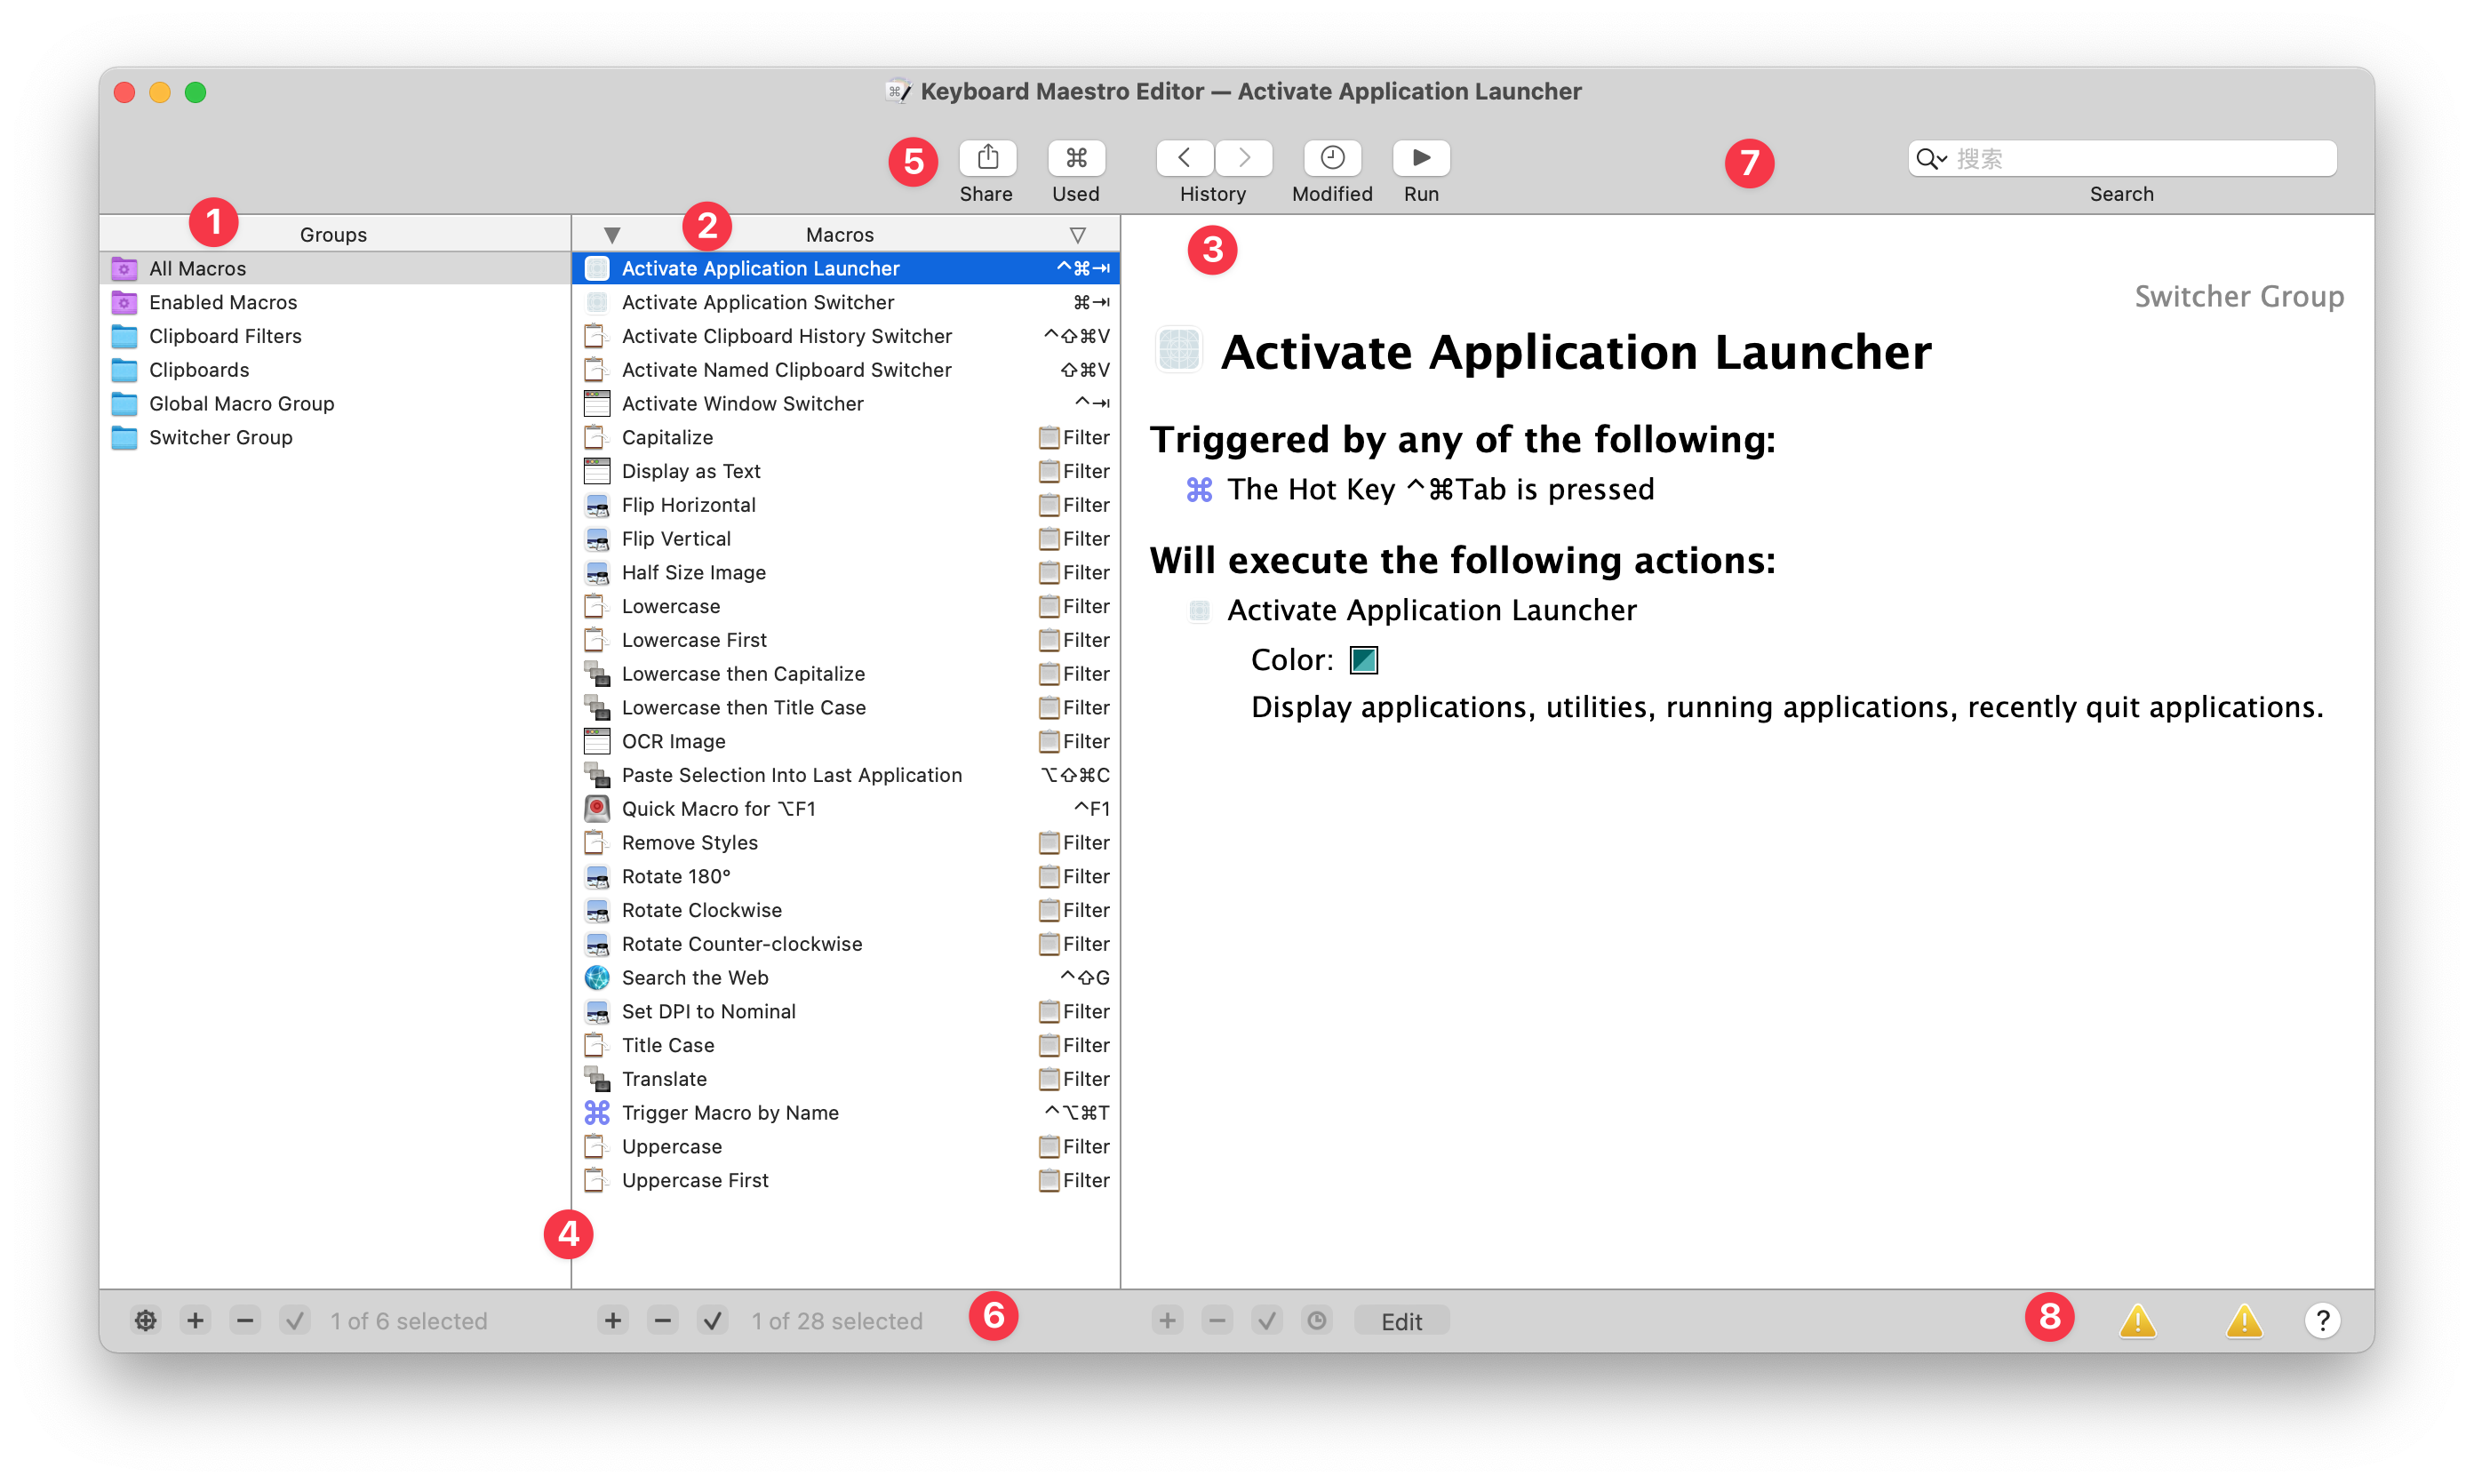 Keyboard Maestro Editor — Activate Application Launcher
5
Share
Used
History
Modified
Run
7
搜索
Search
1
Groups
All Macros
Enabled Macros
Clipboard Filters
Clipboards
Global Macro Group
Switcher Group
2
Macros
Activate Application Launcher ⌃⌘⇥
Activate Application Switcher ⌘⇥
Activate Clipboard History Switcher ⌃⇧⌘V
Activate Named Clipboard Switcher ⇧⌘V
Activate Window Switcher ⌃⇥
Capitalize Filter
Display as Text Filter
Flip Horizontal Filter
Flip Vertical Filter
Half Size Image Filter
Lowercase Filter
Lowercase First Filter
Lowercase then Capitalize Filter
Lowercase then Title Case Filter
OCR Image Filter
Paste Selection Into Last Application ⌥⇧⌘C
Quick Macro for ⌥F1 ⌃F1
Remove Styles Filter
Rotate 180° Filter
Rotate Clockwise Filter
Rotate Counter-clockwise Filter
Search the Web ⌃⇧G
Set DPI to Nominal Filter
Title Case Filter
Translate Filter
Trigger Macro by Name ⌃⌥⌘T
Uppercase Filter
Uppercase First Filter
3
Switcher Group
Activate Application Launcher
Triggered by any of the following:
⌘ The Hot Key ⌃⌘Tab is pressed
Will execute the following actions:
Activate Application Launcher
Color:
Display applications, utilities, running applications, recently quit applications.
4
1 of 6 selected
1 of 28 selected
6
Edit
8
?